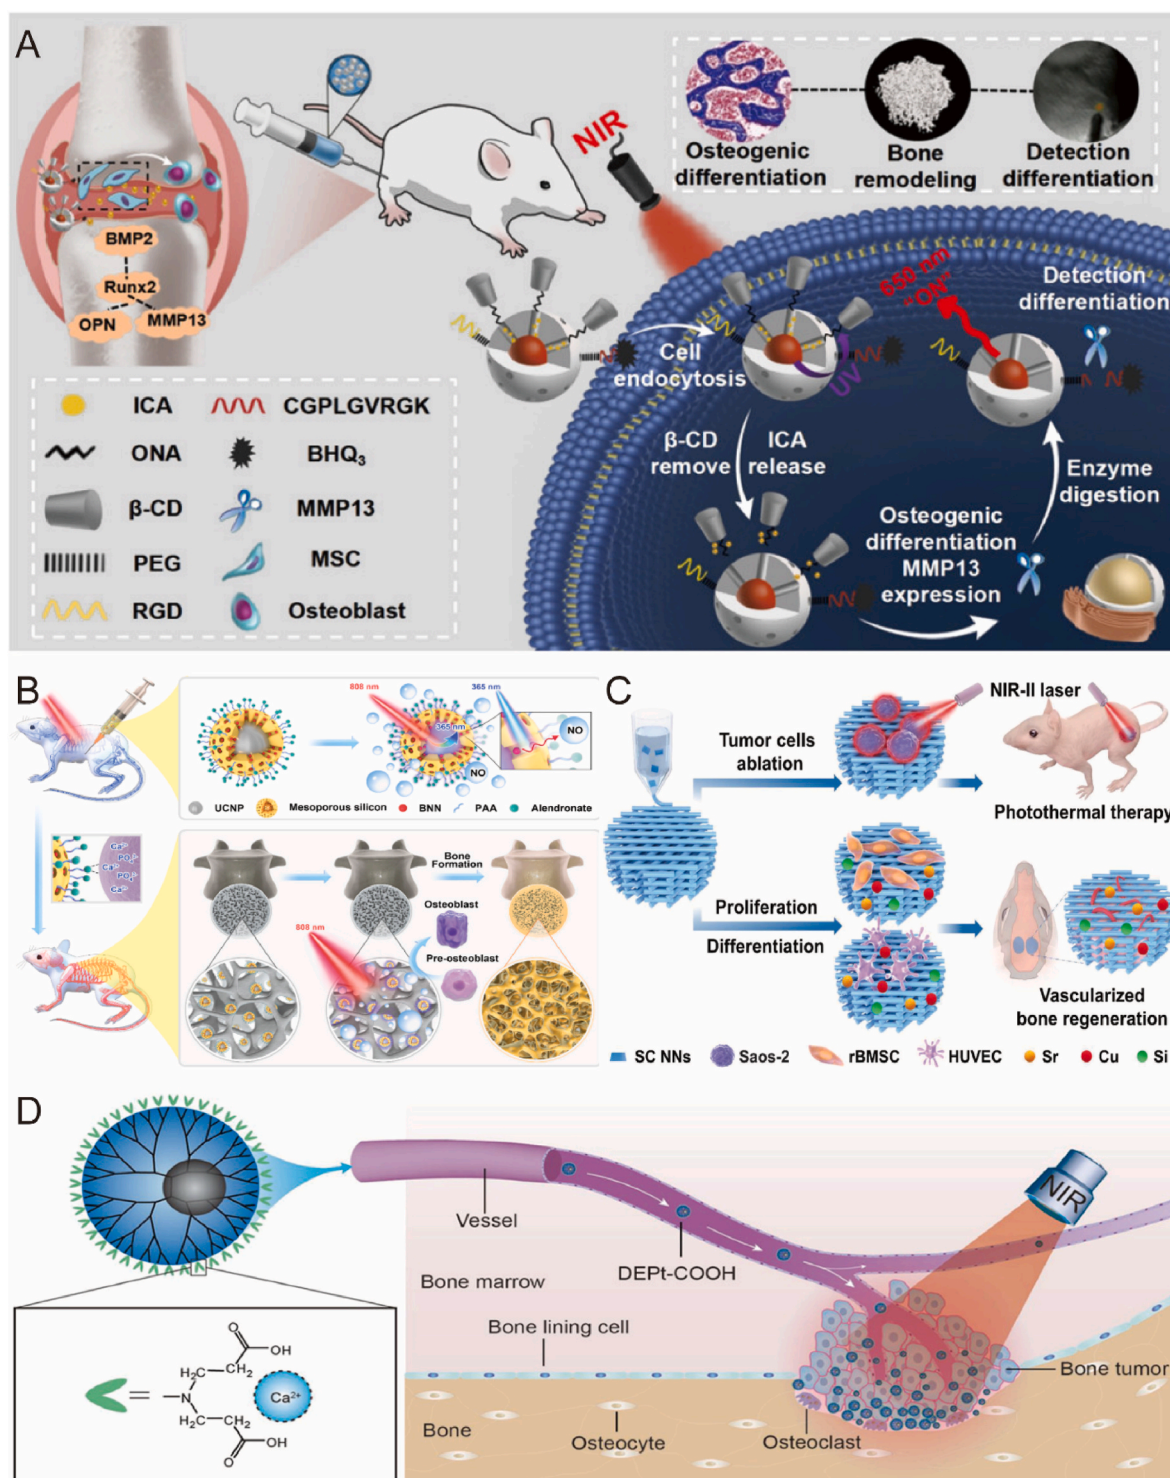 A
NIR
Osteogenic
differentiation
Bone
remodeling
Detection
differentiation
BMP2
Runx2
OPN
MMP13
650 nm
"ON"
Detection
differentiation
Cell
endocytosis
UV
β-CD
remove
ICA
release
Enzyme
digestion
Osteogenic
differentiation
MMP13
expression
ICA
CGPLGVRGK
ONA
BHQ₃
β-CD
MMP13
PEG
MSC
RGD
Osteoblast
B
808 nm
365 nm
365 nm
NO
NO
UCNP
Mesoporous silicon
BNN
PAA
Alendronate
Bone
Formation
Osteoblast
808 nm
Pre-osteoblast
C
NIR-II laser
Tumor cells
ablation
Photothermal therapy
Proliferation
Differentiation
Vascularized
bone regeneration
SC NNs
Saos-2
rBMSC
HUVEC
Sr
Cu
Si
D
Vessel
NIR
DEPt-COOH
Bone marrow
Bone lining cell
Bone tumor
Bone
Osteocyte
Osteoclast
O
OH
H₂C—CH₂
N
Ca²⁺
H₂C—CH₂
OH
O